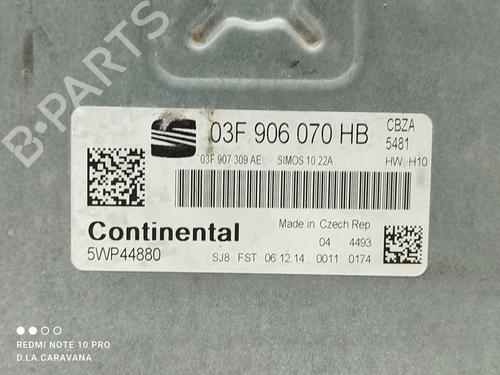 B-PARTS
03F 906 070 HB
CBZA
5481
03F 907 309 AE SIMOS 10.22A HW: H10
Made in Czech Rep
Continental
04 4493
5WP44880
SJ8 FST 06.12.14 0011 0174
REDMI NOTE 10 PRO
D.LA.CARAVANA